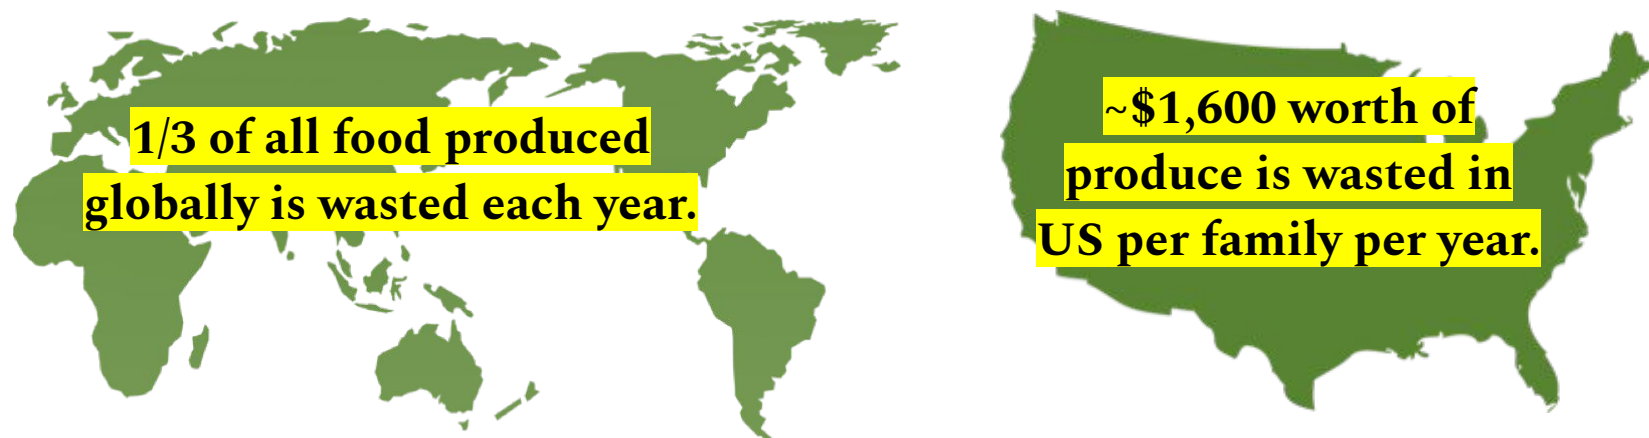 1/3 of all food produced
globally is wasted each year.
~$1,600 worth of
produce is wasted in
US per family per year.